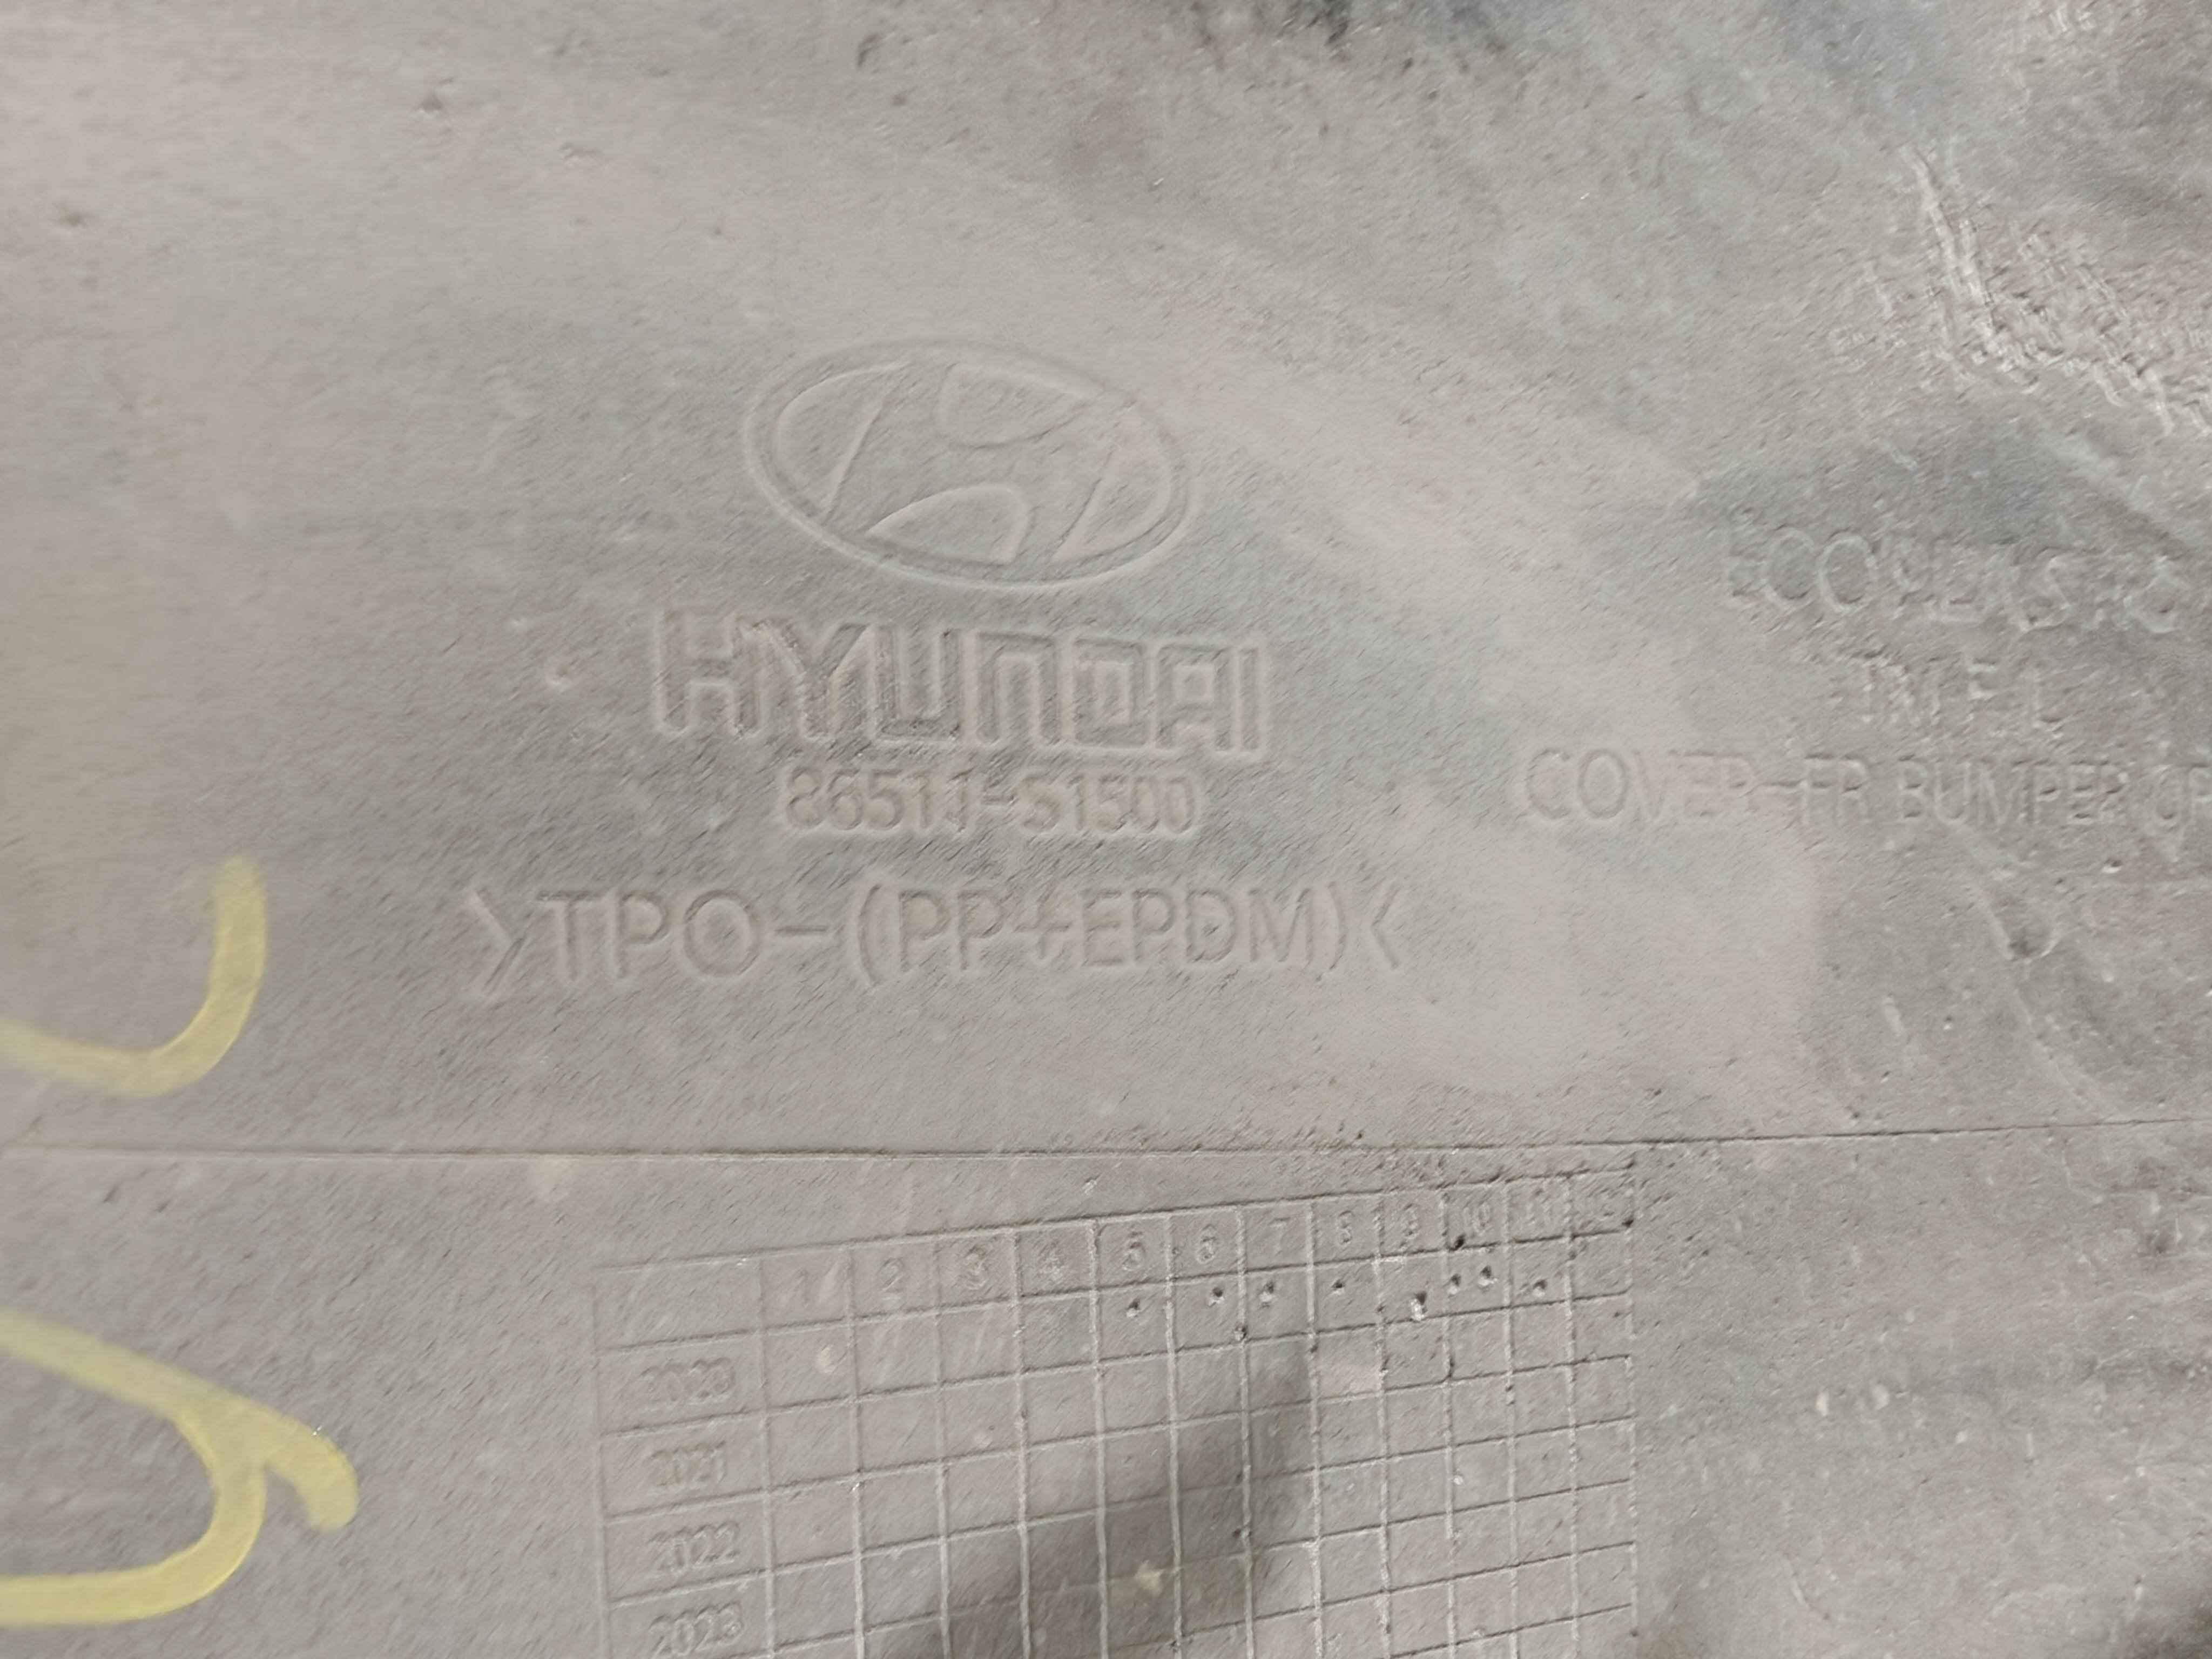 HYUNDAI
86511-S1500
>TPO-(PP+EPDM)<
COVER-FR BUMPER
1 2 3 4 5 6 7 8 9 10 11
2020
2021
2022
2023